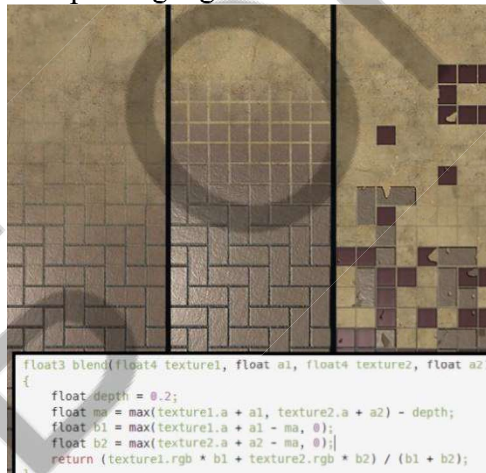 float3 blend(float4 texture1, float a1, float4 texture2, float a2
{
float depth = 0.2;
float ma = max(texture1.a + a1, texture2.a + a2) - depth;
float b1 = max(texture1.a + a1 - ma, 0);
float b2 = max(texture2.a + a2 - ma, 0);
return (texture1.rgb * b1 + texture2.rgb * b2) / (b1 + b2);
}